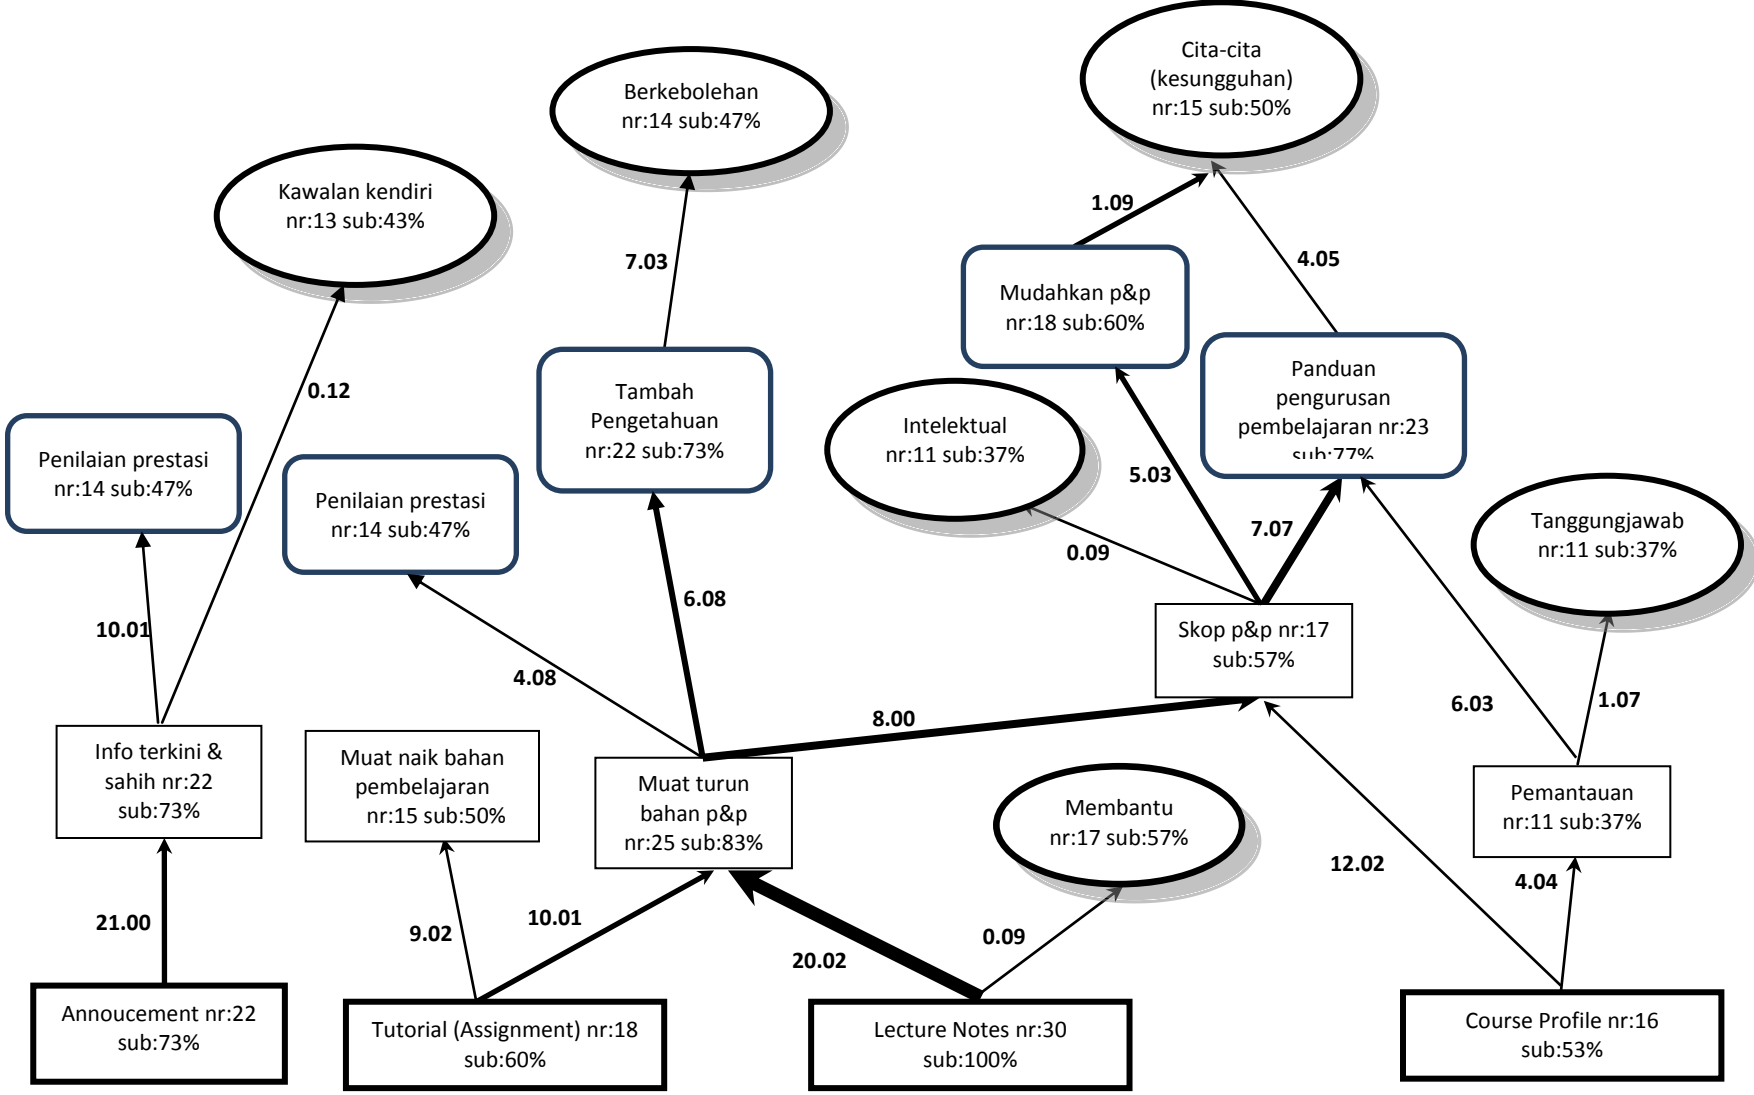 Cita-cita
(kesungguhan)
nr:15 sub:50%
Berkebolehan
nr:14 sub:47%
Kawalan kendiri
nr:13 sub:43%
1.09
7.03
4.05
Mudahkan p&p
nr:18 sub:60%
0.12
Tambah
Pengetahuan
nr:22 sub:73%
Panduan
pengurusan
pembelajaran nr:23
sub:77%
Intelektual
nr:11 sub:37%
Penilaian prestasi
nr:14 sub:47%
Penilaian prestasi
nr:14 sub:47%
5.03
7.07
0.09
Tanggungjawab
nr:11 sub:37%
6.08
10.01
4.08
Skop p&p nr:17
sub:57%
8.00
6.03
1.07
Info terkini &
sahih nr:22
sub:73%
Muat naik bahan
pembelajaran
nr:15 sub:50%
Muat turun
bahan p&p
nr:25 sub:83%
Membantu
nr:17 sub:57%
Pemantauan
nr:11 sub:37%
12.02
4.04
21.00
9.02
10.01
20.02
0.09
Annoucement nr:22
sub:73%
Tutorial (Assignment) nr:18
sub:60%
Lecture Notes nr:30
sub:100%
Course Profile nr:16
sub:53%